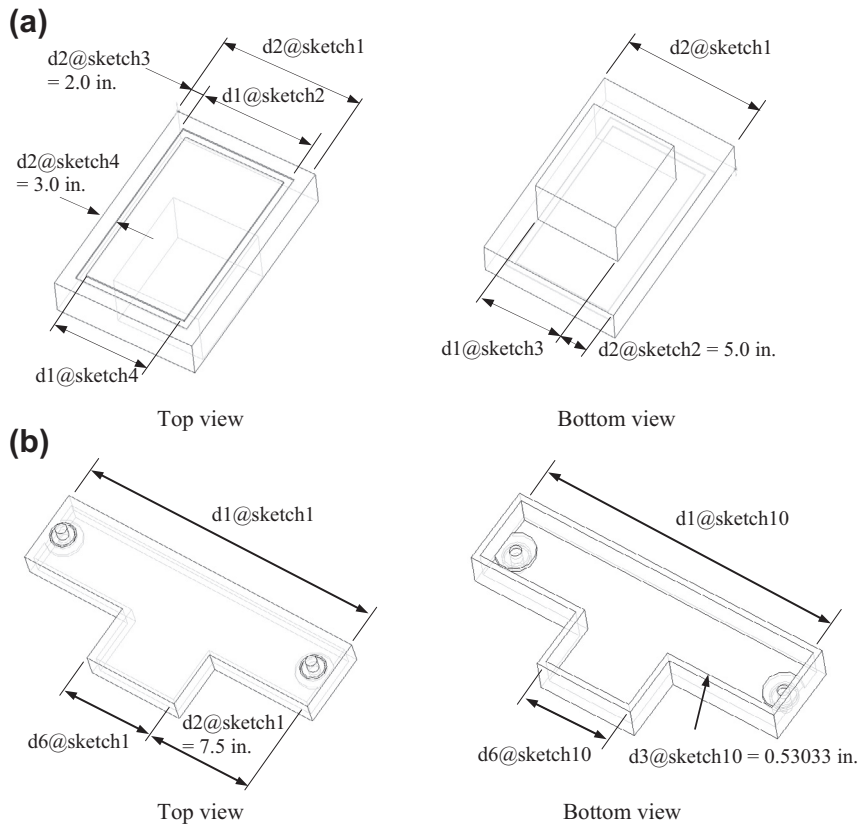 (a)
d2@sketch3
= 2.0 in.
d2@sketch1
d1@sketch2
d2@sketch4
= 3.0 in.
d1@sketch4
Top view
d2@sketch1
d1@sketch3
d2@sketch2 = 5.0 in.
Bottom view
(b)
d1@sketch1
d6@sketch1
d2@sketch1
= 7.5 in.
Top view
d1@sketch10
d6@sketch10
d3@sketch10 = 0.53033 in.
Bottom view